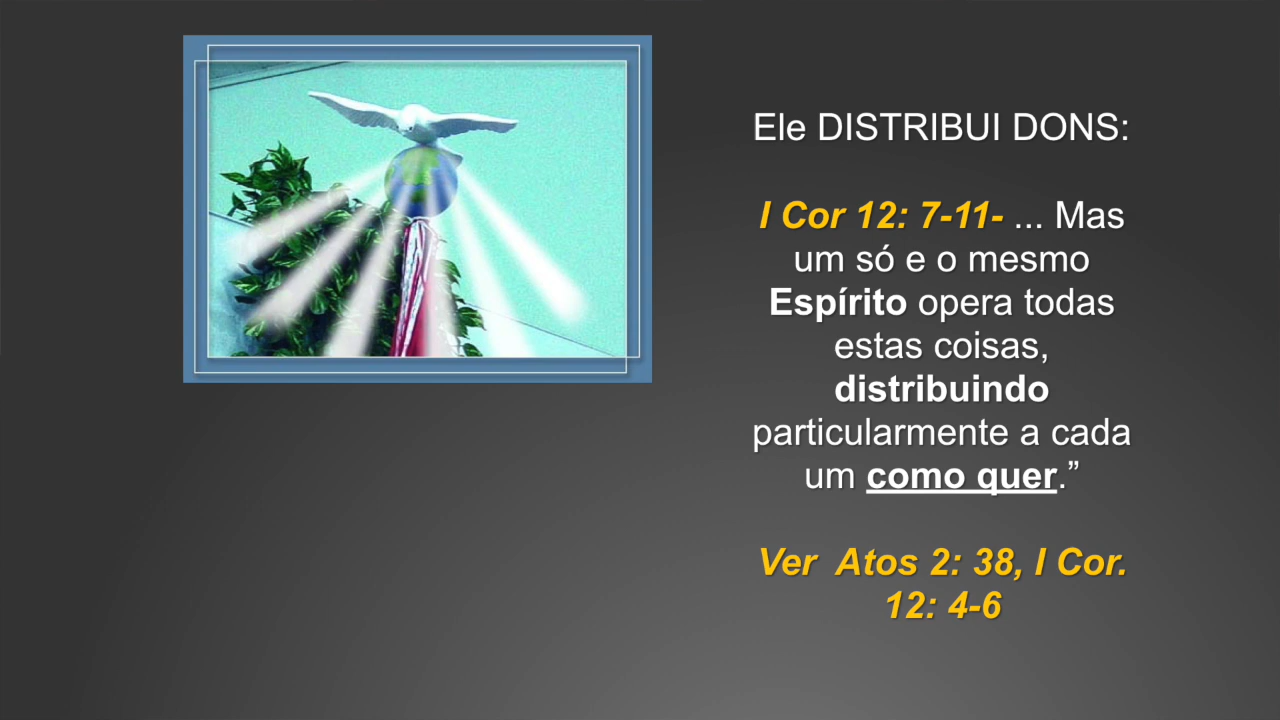 Ele DISTRIBUI DONS:
I Cor 12: 7-11- ... Mas
um só e o mesmo
Espírito opera todas
estas coisas,
distribuindo
particularmente a cada
um como quer.”
Ver  Atos 2: 38, I Cor.
12: 4-6